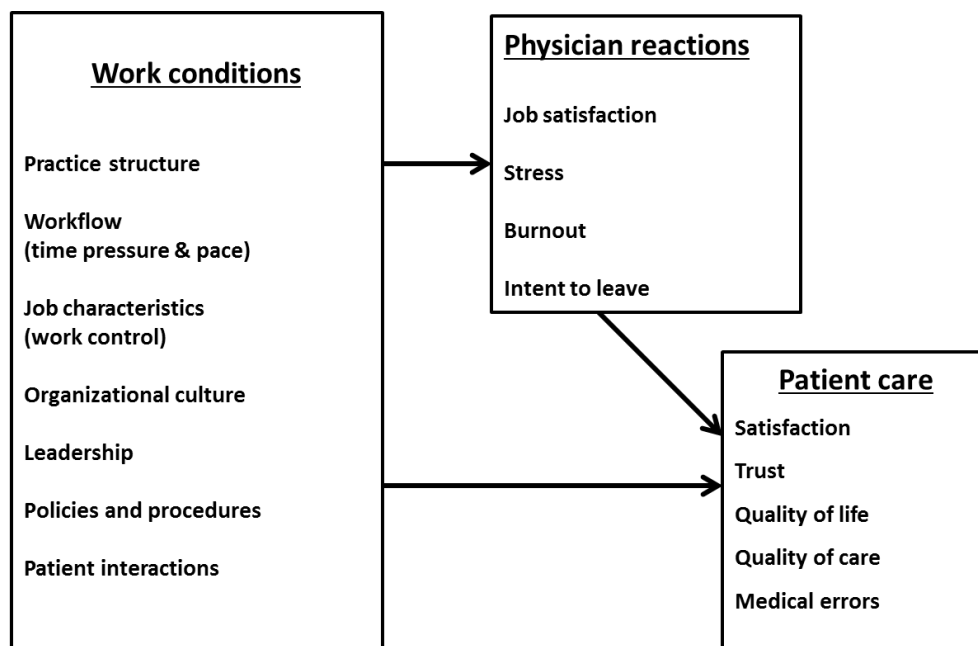 Work conditions
Practice structure
Workflow
(time pressure & pace)
Job characteristics
(work control)
Organizational culture
Leadership
Policies and procedures
Patient interactions
Physician reactions
Job satisfaction
Stress
Burnout
Intent to leave
Patient care
Satisfaction
Trust
Quality of life
Quality of care
Medical errors